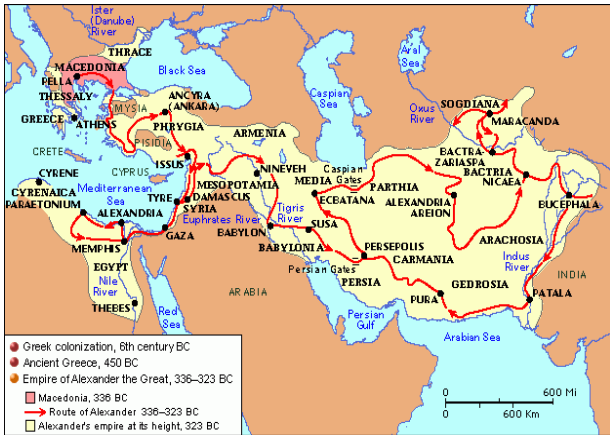 Ister
(Danube)
River
THRACE
MACEDONIA
PELLA
THESSALY
GREECE
ATHENS
MYSIA
Black Sea
ANCYRA
(ANKARA)
PHRYGIA
PISIDIA
ARMENIA
Caspian
Sea
Aral
Sea
Oxus
River
SOGDIANA
MARACANDA
BACTRA-
ZARIASPA
BACTRIA
NICAEA
BUCEPHALA
CRETE
CYPRUS
ISSUS
CYRENE
CYRENAICA
Mediterranean
Sea
PARAETONIUM
ALEXANDRIA
TYRE
DAMASCUS
SYRIA
NINEVEH
MESOPOTAMIA
Euphrates River
Tigris
River
Caspian
Gates
MEDIA
ECBATANA
PARTHIA
ALEXANDRIA
AREION
ARACHOSIA
MEMPHIS
GAZA
BABYLON
SUSA
BABYLONIA
Persian Gates
PERSEPOLIS
CARMANIA
PERSIA
GEDROSIA
PURA
Indus
River
INDIA
PATALA
EGYPT
Nile
River
THEBES
Red
Sea
ARABIA
Persian
Gulf
Arabian Sea
Greek colonization, 6th century BC
Ancient Greece, 450 BC
Empire of Alexander the Great, 336–323 BC
Macedonia, 336 BC
Route of Alexander 336–323 BC
Alexander's empire at its height, 323 BC
0
600 Mi
0
600 Km